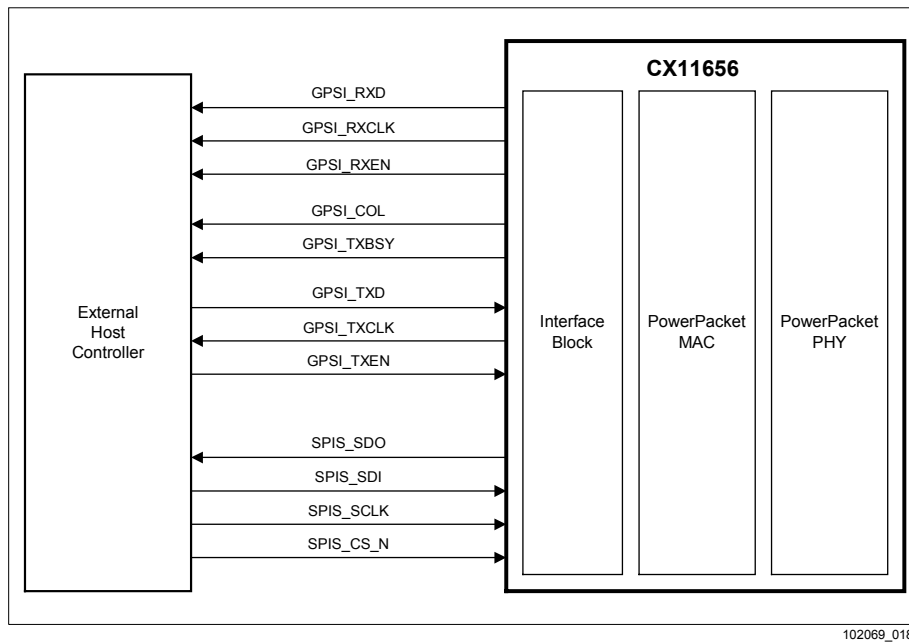 CX11656
GPSI_RXD
GPSI_RXCLK
GPSI_RXEN
GPSI_COL
GPSI_TXBSY
GPSI_TXD
GPSI_TXCLK
GPSI_TXEN
SPIS_SDO
SPIS_SDI
SPIS_SCLK
SPIS_CS_N
External
Host
Controller
Interface
Block
PowerPacket
MAC
PowerPacket
PHY
102069_018